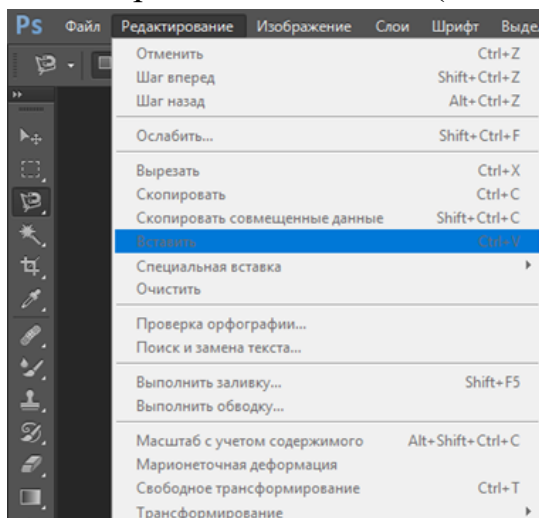 Ps Файл Редактирование Изображение Слои Шрифт Выдел
Отменить Ctrl+Z
Шаг вперед Shift+Ctrl+Z
Шаг назад Alt+Ctrl+Z
Ослабить... Shift+Ctrl+F
Вырезать Ctrl+X
Скопировать Ctrl+C
Скопировать совмещенные данные Shift+Ctrl+C
Вставить Ctrl+V
Специальная вставка
Очистить
Проверка орфографии...
Поиск и замена текста...
Выполнить заливку... Shift+F5
Выполнить обводку...
Масштаб с учетом содержимого Alt+Shift+Ctrl+C
Марионеточная деформация
Свободное трансформирование Ctrl+T
Трансформирование